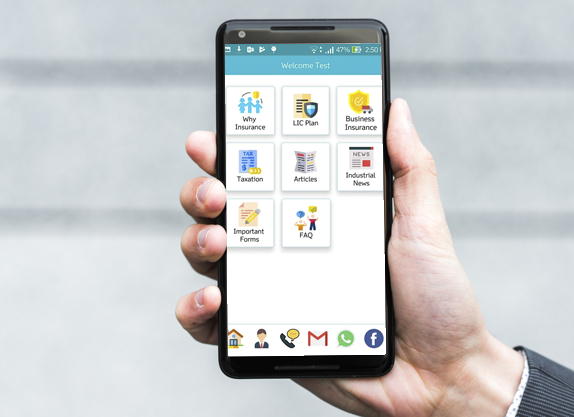 47% 2:50
Welcome Test
Why
Insurance
LIC Plan
Business
Insurance
TAX
Taxation
Articles
NEWS
Industrial
News
Important
Forms
FAQ